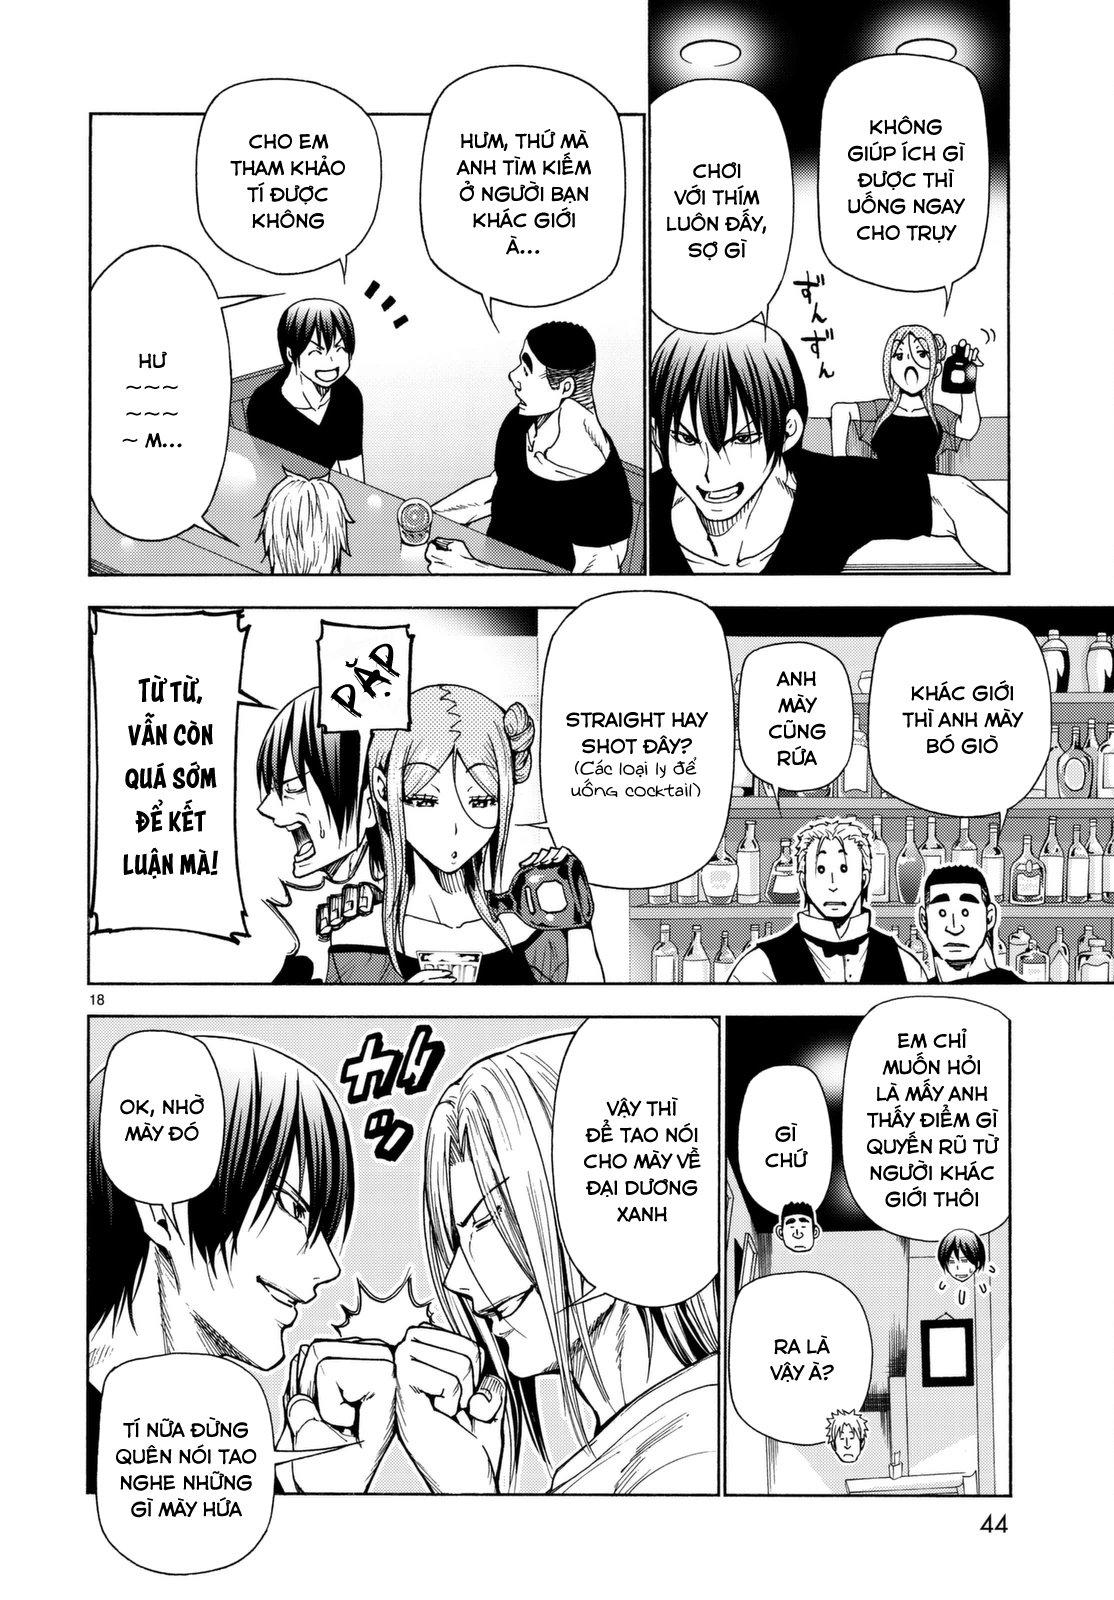 KHÔNG
GIÚP ÍCH GÌ
ĐƯỢC THÌ
UỐNG NGAY
CHO TRỤY
CHƠI
VỚI THÍM
LUÔN ĐẤY,
SỢ GÌ
ずんずん
HƯM, THỨ MÀ
ANH TÌM KIẾM
Ở NGƯỜI BẠN
KHÁC GIỚI
À...
CHO EM
THAM KHẢO
TÍ ĐƯỢC
KHÔNG
HƯ
~~~
~~~
~ M...
KHÁC GIỚI
THÌ ANH MÀY
BÓ GIÒ
ANH
MÀY
CŨNG
RỨA
STRAIGHT HAY
SHOT ĐÂY?
(Các loại ly để
uống cocktail)
PẶP
TỪ TỪ,
VẪN CÒN
QUÁ SỚM
ĐỂ KẾT
LUẬN MÀ!
18
EM CHỈ
MUỐN HỎI
LÀ MẤY ANH
THẤY ĐIỂM GÌ
QUYẾN RŨ TỪ
NGƯỜI KHÁC
GIỚI THÔI
GÌ
CHỨ
RA LÀ
VẬY À?
VẬY THÌ
ĐỂ TAO NÓI
CHO MÀY VỀ
ĐẠI DƯƠNG
XANH
ガルッ
OK, NHỜ
MÀY ĐÓ
TÍ NỮA ĐỪNG
QUÊN NÓI TAO
NGHE NHỮNG
GÌ MÀY HỨA
44